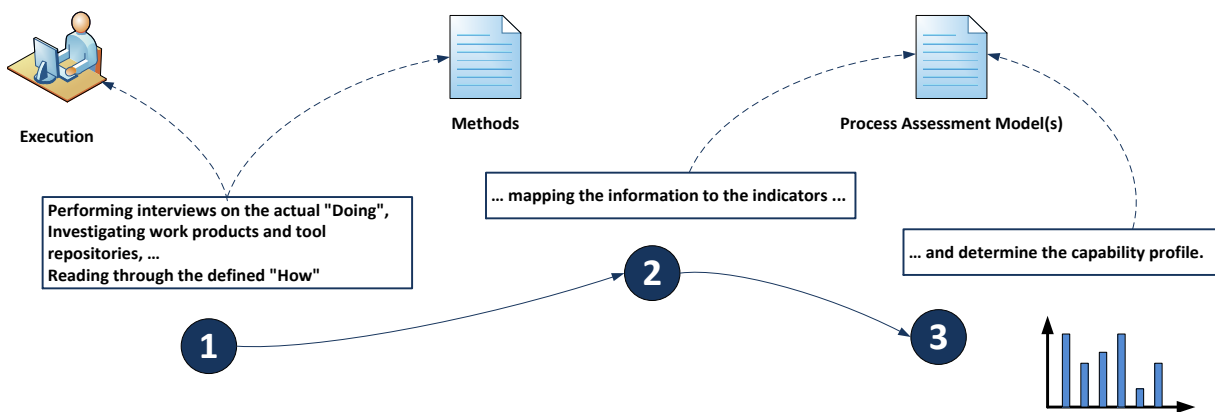 Execution
Methods
Process Assessment Model(s)
Performing interviews on the actual "Doing",
Investigating work products and tool
repositories, …
Reading through the defined "How"
… mapping the information to the indicators ...
… and determine the capability profile.
1
2
3